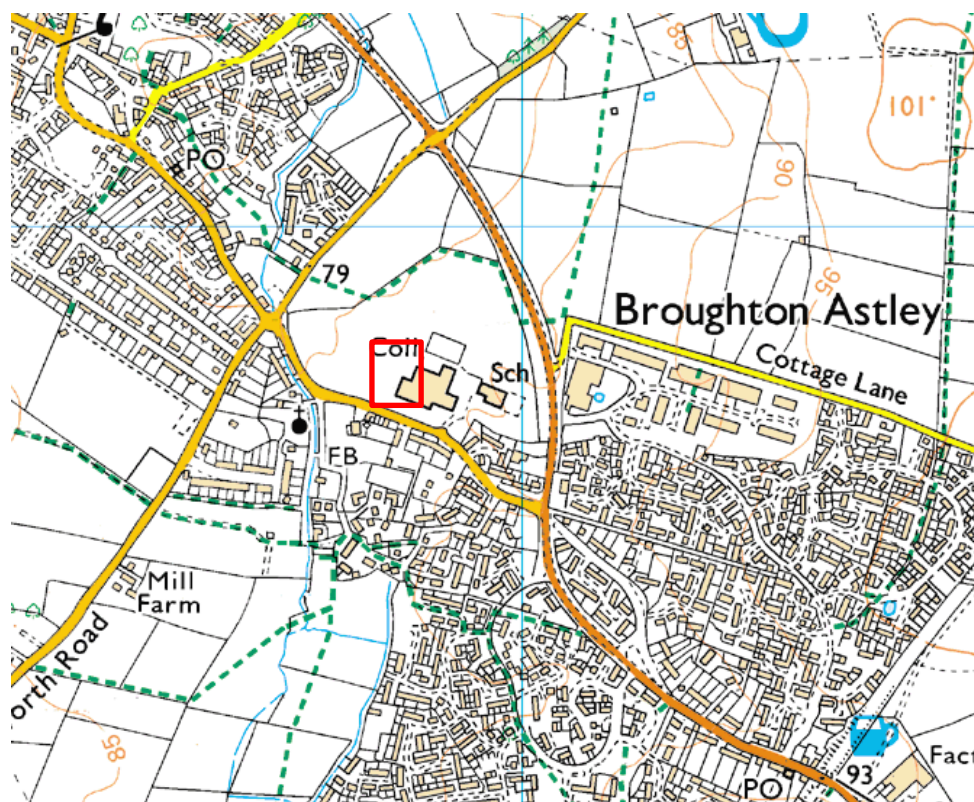 85
101
PO
90
79
95
Broughton Astley
Coll
Cottage Lane
Sch
FB
Mill
Farm
orth Road
85
PO
93
Fact